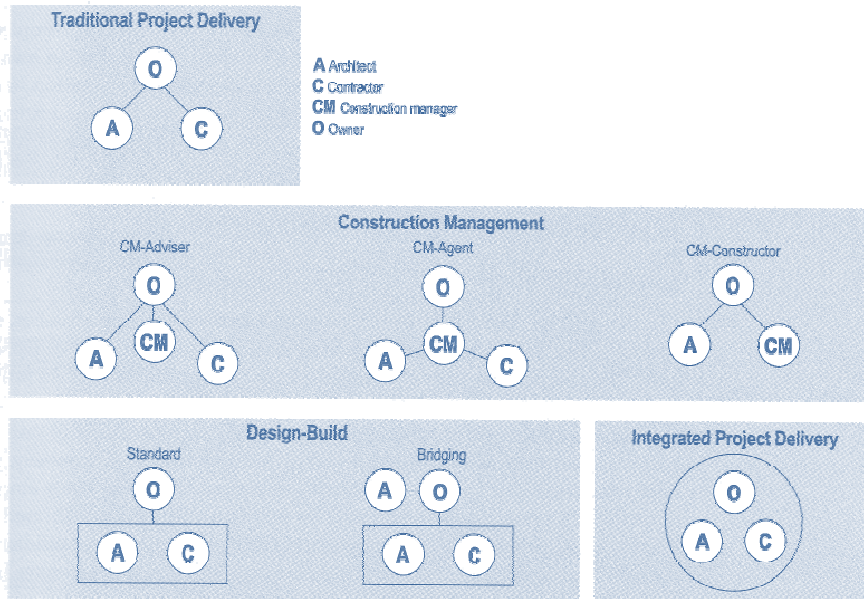 Traditional Project Delivery
O
A C
A Architect
C Contractor
CM Construction manager
O Owner
Construction Management
CM-Adviser CM-Agent CM-Constructor
O O O
A CM C A CM C A CM
Design-Build
Standard Bridging
O A O
A C A C
Integrated Project Delivery
O
A C